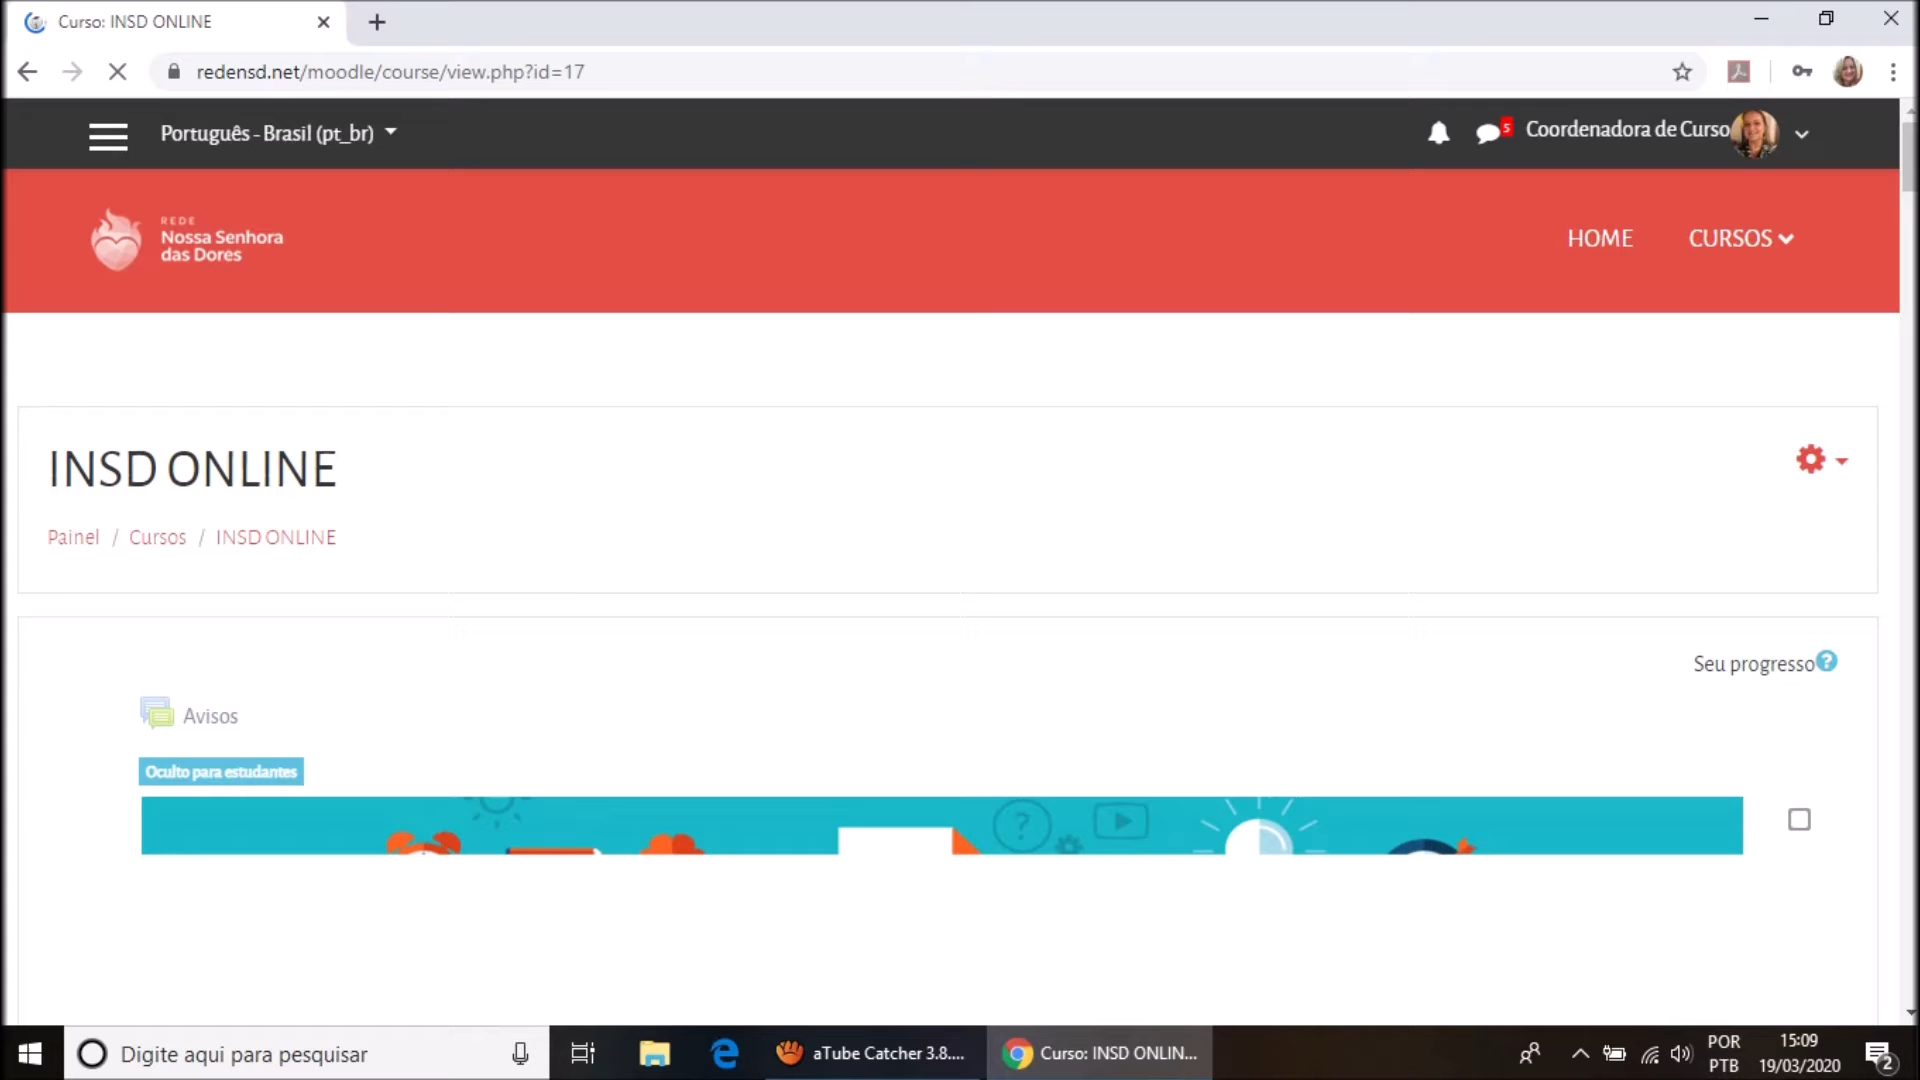 Curso: INSD ONLINE
redensd.net/moodle/course/view.php?id=17
Português - Brasil (pt_br)
5
Coordenadora de Curso
REDE
Nossa Senhora
das Dores
HOME
CURSOS
INSD ONLINE
Painel / Cursos / INSD ONLINE
Seu progresso
?
Avisos
Oculto para estudantes
?
Digite aqui para pesquisar
aTube Catcher 3.8....
Curso: INSD ONLIN...
POR
PTB
15:09
19/03/2020
2